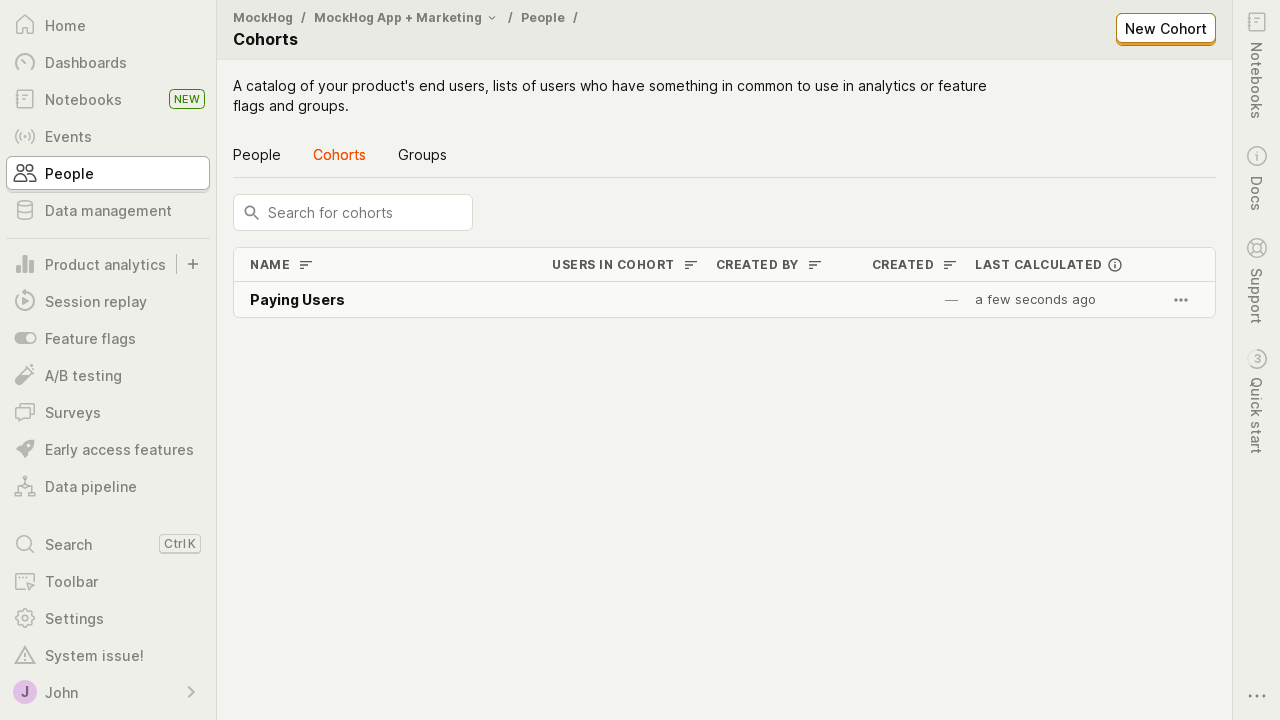 Home
Dashboards
Notebooks
NEW
Events
People
Data management
Product analytics
Session replay
Feature flags
A/B testing
Surveys
Early access features
Data pipeline
Search
Ctrl K
Toolbar
Settings
System issue!
J
John
MockHog / MockHog App + Marketing / People /
Cohorts
New Cohort
A catalog of your product's end users, lists of users who have something in common to use in analytics or feature
flags and groups.
People
Cohorts
Groups
Search for cohorts
NAME
USERS IN COHORT
CREATED BY
CREATED
LAST CALCULATED
Paying Users
—
a few seconds ago
Notebooks
Docs
Support
3
Quick start